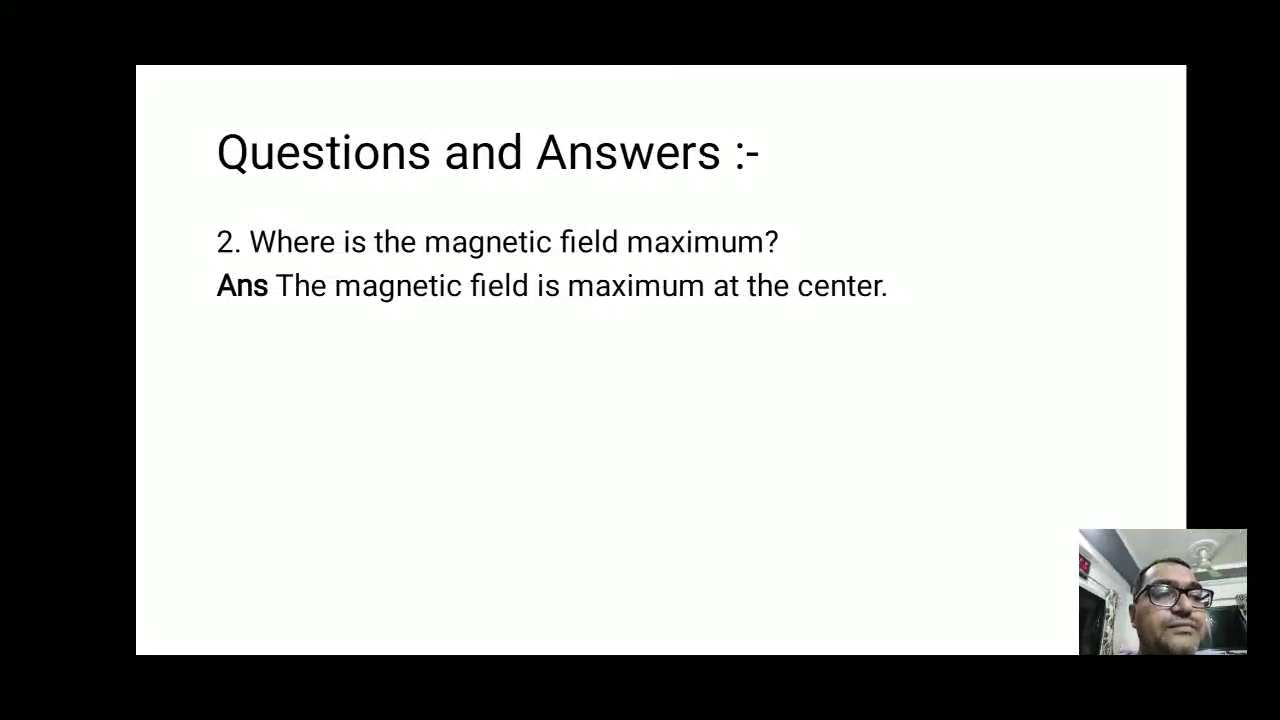 Questions and Answers :-
2. Where is the magnetic field maximum?
Ans The magnetic field is maximum at the center.